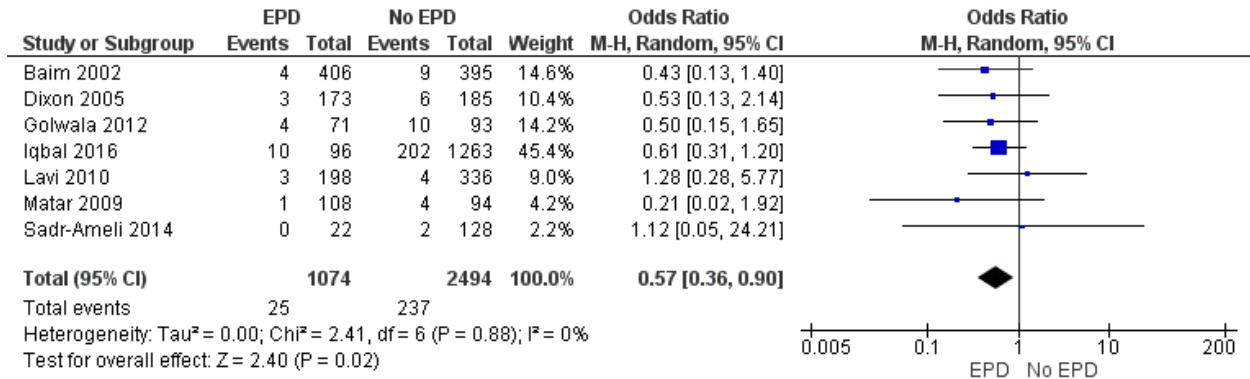 EPD No EPD Odds Ratio Odds Ratio
Study or Subgroup Events Total Events Total Weight M-H, Random, 95% CI M-H, Random, 95% CI
Baim 2002 4 406 9 395 14.6% 0.43 [0.13, 1.40]
Dixon 2005 3 173 6 185 10.4% 0.53 [0.13, 2.14]
Golwala 2012 4 71 10 93 14.2% 0.50 [0.15, 1.65]
Iqbal 2016 10 96 202 1263 45.4% 0.61 [0.31, 1.20]
Lavi 2010 3 198 4 336 9.0% 1.28 [0.28, 5.77]
Matar 2009 1 108 4 94 4.2% 0.21 [0.02, 1.92]
Sadr-Ameli 2014 0 22 2 128 2.2% 1.12 [0.05, 24.21]
Total (95% CI) 1074 2494 100.0% 0.57 [0.36, 0.90]
Total events 25 237
Heterogeneity: Tau² = 0.00; Chi² = 2.41, df = 6 (P = 0.88); I² = 0%
Test for overall effect: Z = 2.40 (P = 0.02)
0.005 0.1 1 10 200
EPD No EPD